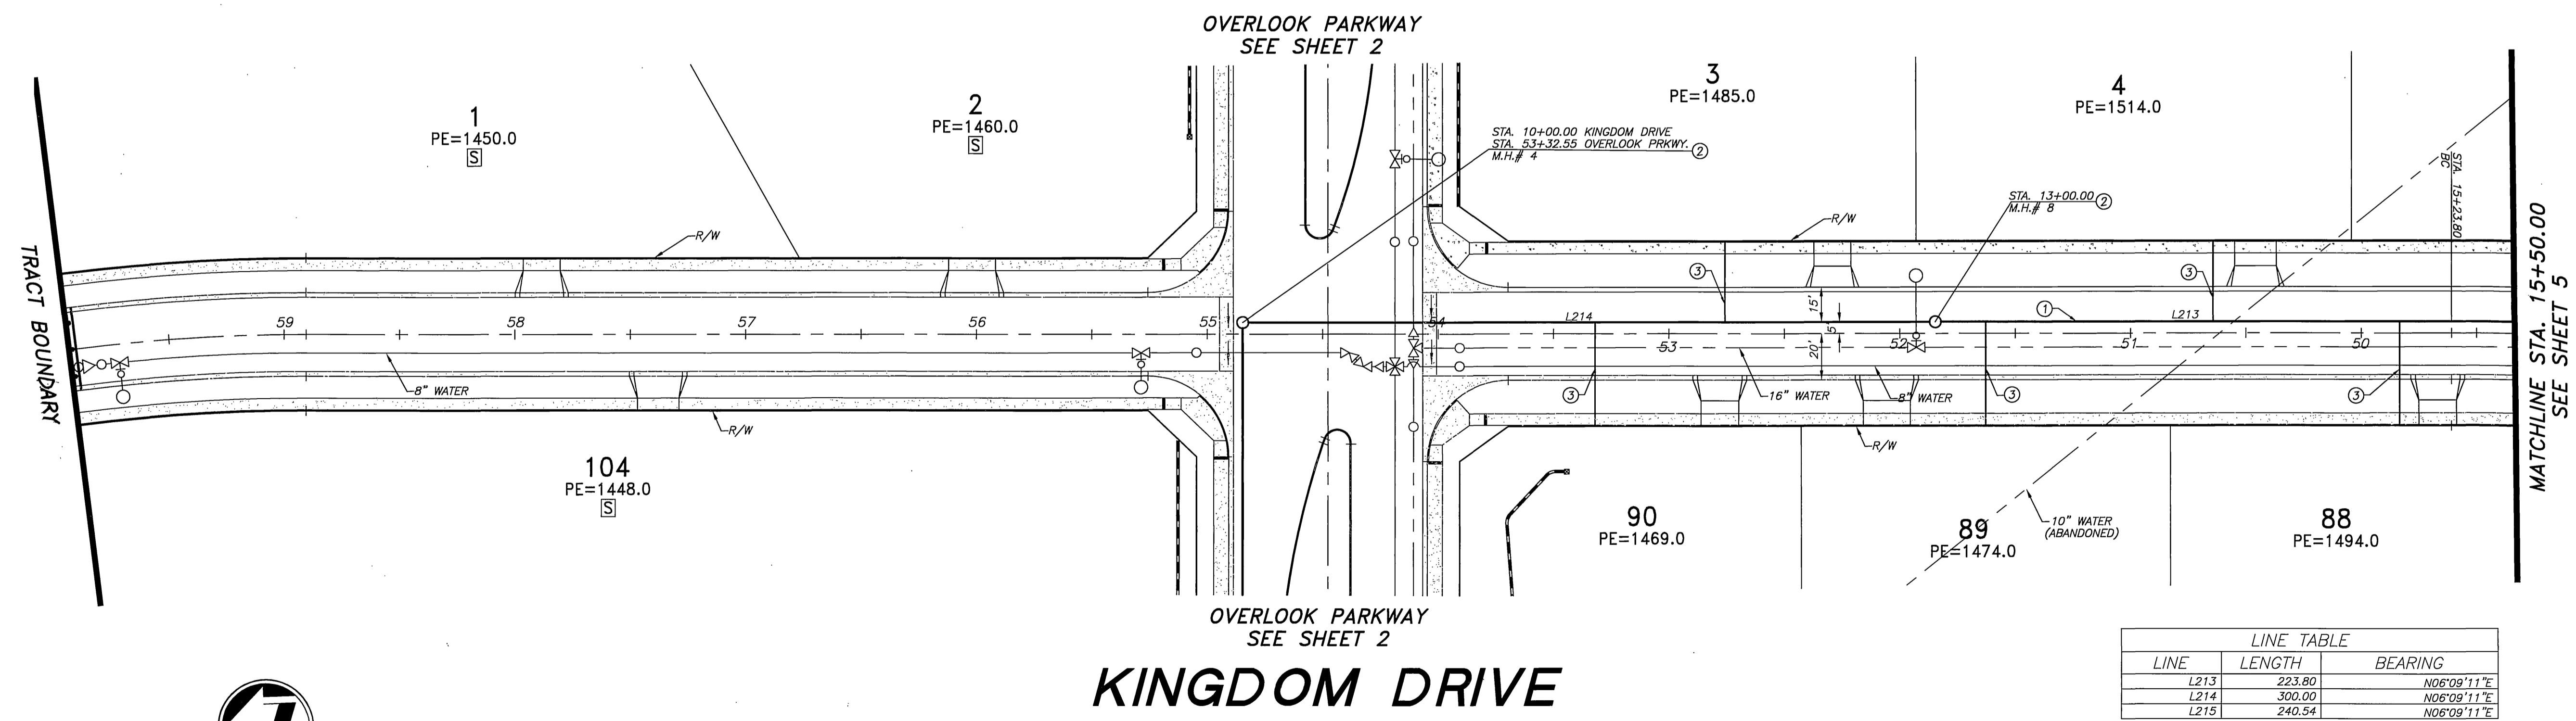 OVERLOOK PARKWAY
SEE SHEET 2
1
PE=1450.0
S
2
PE=1460.0
S
3
PE=1485.0
4
PE=1514.0
STA. 10+00.00 KINGDOM DRIVE
STA. 53+32.55 OVERLOOK PRKWY. 2
M.H.# 4
STA. 13+00.00 2
M.H.# 8
STA. 15+23.80
BC
MATCHLINE STA. 15+50.00
SEE SHEET 5
TRACT BOUNDARY
R/W
R/W
3
3
15'
5'
20'
1
L214
L213
59
58
57
56
55
54
53
52
51
50
8" WATER
16" WATER
8" WATER
3
3
3
R/W
R/W
104
PE=1448.0
S
90
PE=1469.0
89
PE=1474.0
10" WATER
(ABANDONED)
88
PE=1494.0
OVERLOOK PARKWAY
SEE SHEET 2
KINGDOM DRIVE
LINE TABLE
LINE LENGTH BEARING
L213 223.80 N06°09'11"E
L214 300.00 N06°09'11"E
L215 240.54 N06°09'11"E